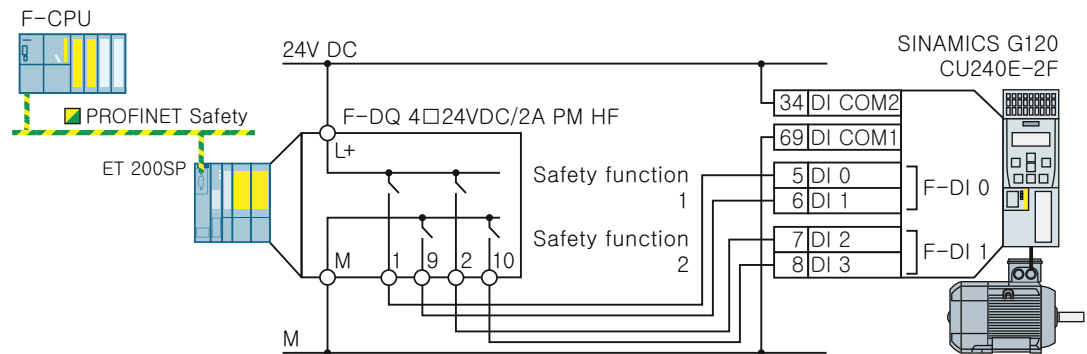 F-CPU
24V DC
SINAMICS G120
CU240E-2F
PROFINET Safety
F-DQ 4□24VDC/2A PM HF
34 DI COM2
L+
69 DI COM1
ET 200SP
Safety function
1
5 DI 0
6 DI 1
F-DI 0
Safety function
2
7 DI 2
8 DI 3
F-DI 1
M 1 9 2 10
M